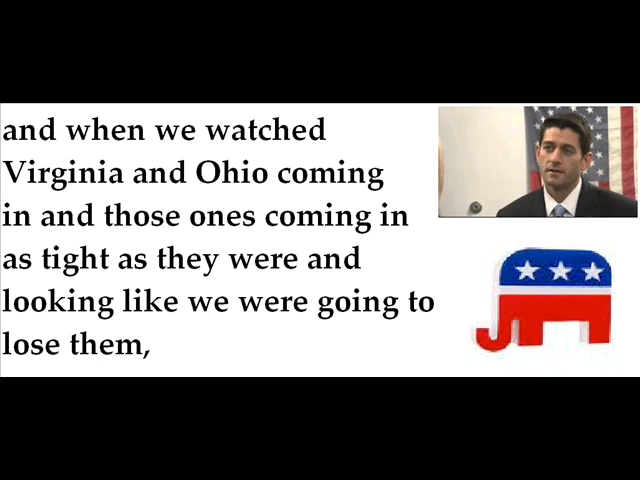 and when we watched
Virginia and Ohio coming
in and those ones coming in
as tight as they were and
looking like we were going to
lose them,